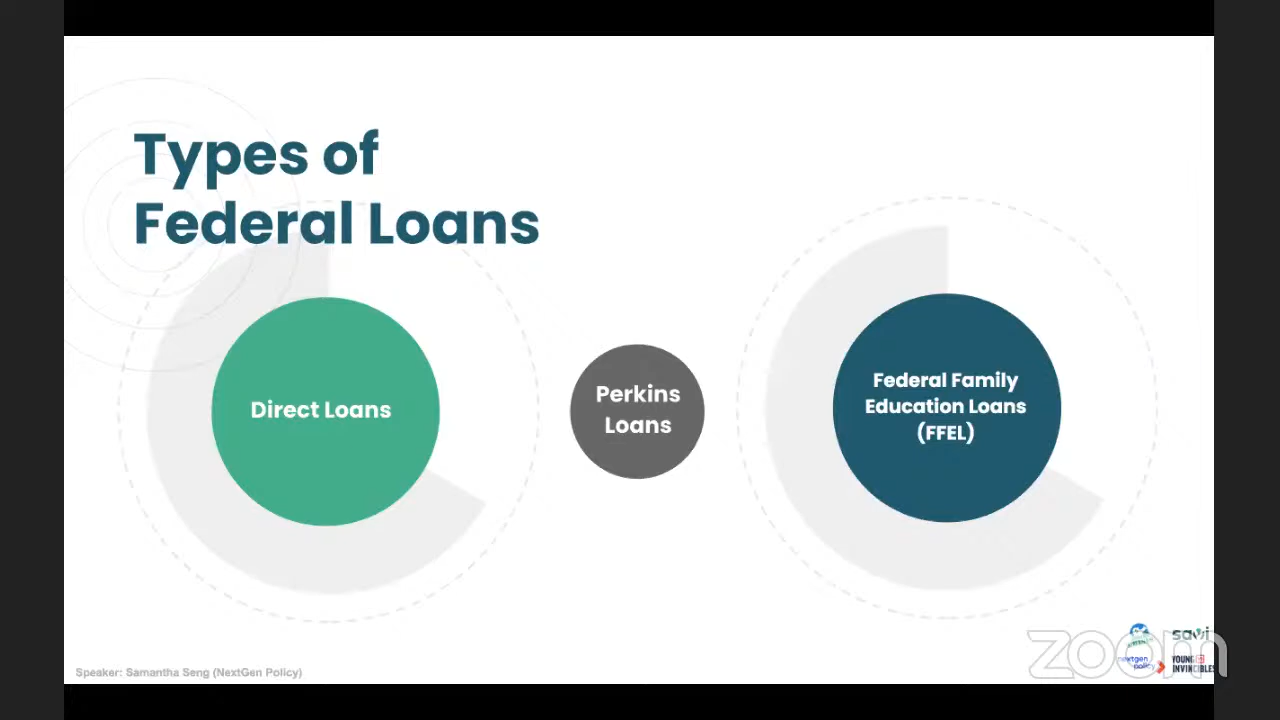 Types of
Federal Loans
Direct Loans
Perkins
Loans
Federal Family
Education Loans
(FFEL)
Speaker: Samantha Seng (NextGen Policy)
savi
nextgen
policy
YOUNG
INVINCIBLES
zoom